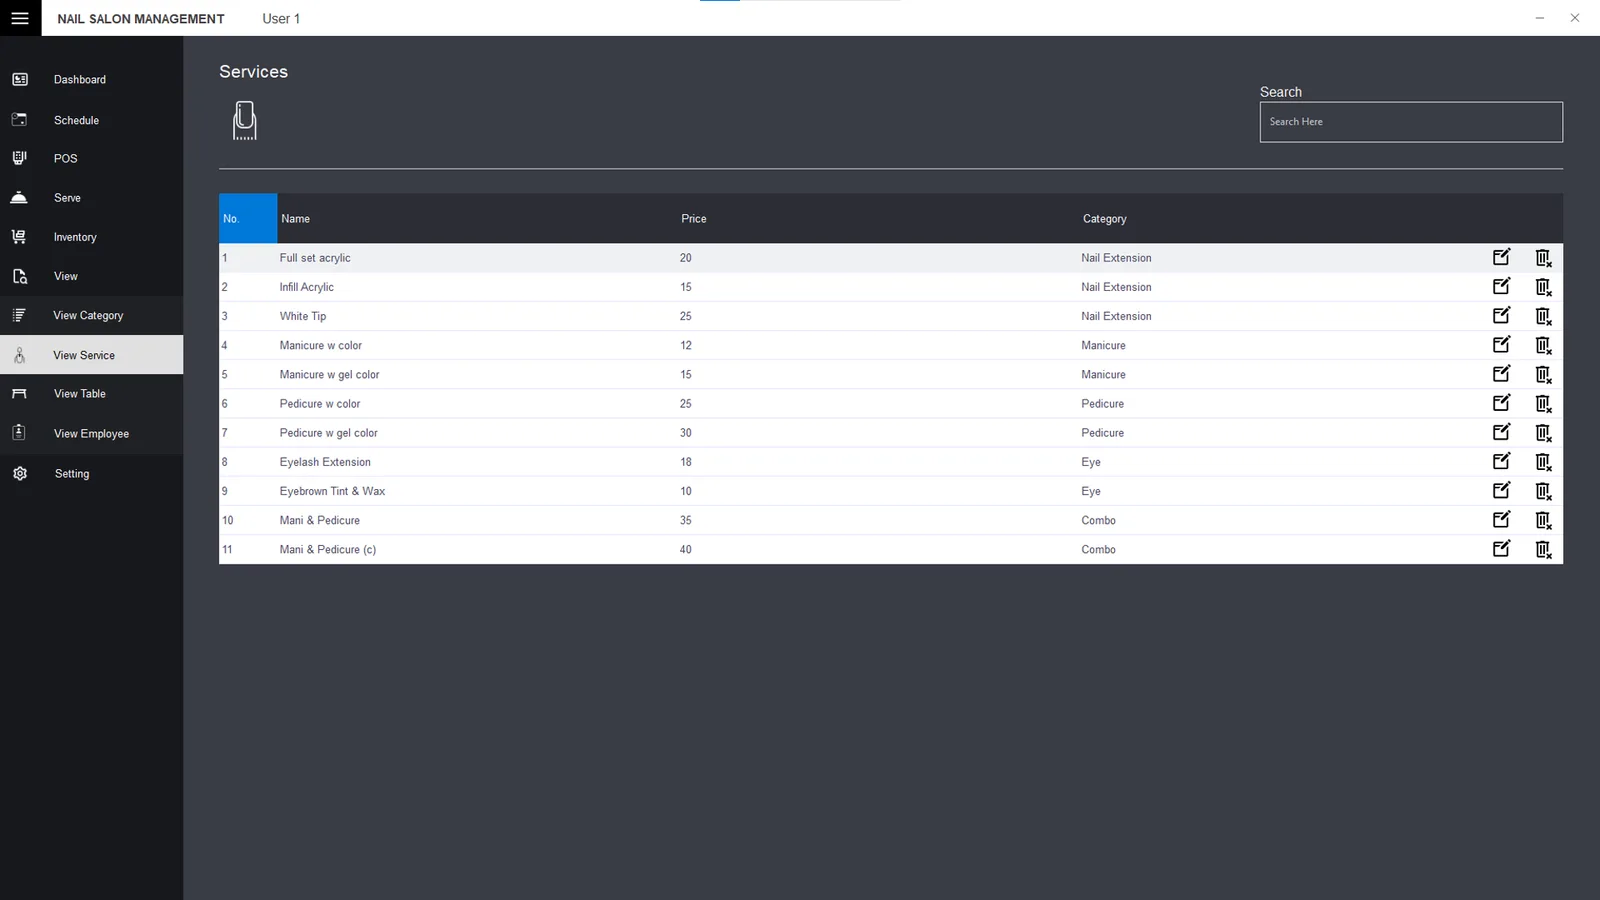 NAIL SALON MANAGEMENT User 1
Dashboard
Schedule
POS
Serve
Inventory
View
View Category
View Service
View Table
View Employee
Setting
Services
Search
Search Here
No. Name Price Category
1 Full set acrylic 20 Nail Extension
2 Infill Acrylic 15 Nail Extension
3 White Tip 25 Nail Extension
4 Manicure w color 12 Manicure
5 Manicure w gel color 15 Manicure
6 Pedicure w color 25 Pedicure
7 Pedicure w gel color 30 Pedicure
8 Eyelash Extension 18 Eye
9 Eyebrown Tint & Wax 10 Eye
10 Mani & Pedicure 35 Combo
11 Mani & Pedicure (c) 40 Combo